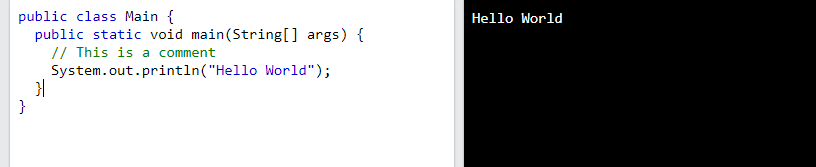 public class Main {
  public static void main(String[] args) {
    // This is a comment
    System.out.println("Hello World");
  }
}
Hello World